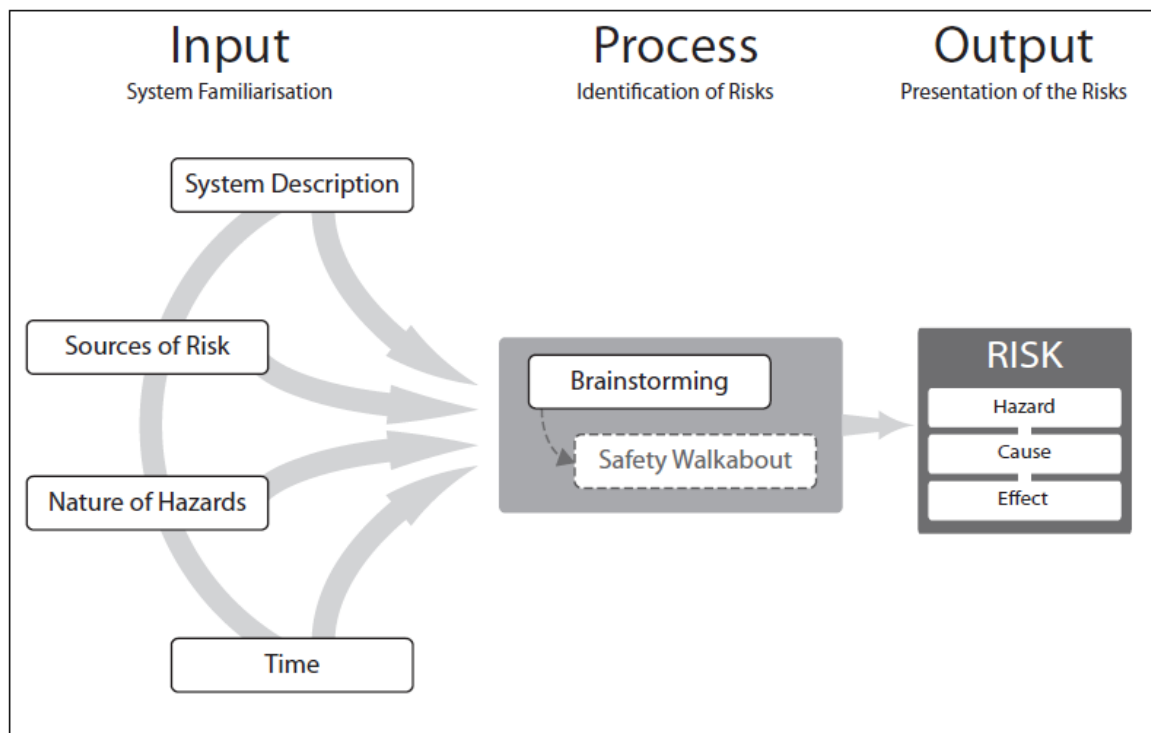 Input
System Familiarisation
Process
Identification of Risks
Output
Presentation of the Risks
System Description
Sources of Risk
Nature of Hazards
Time
Brainstorming
Safety Walkabout
RISK
Hazard
Cause
Effect